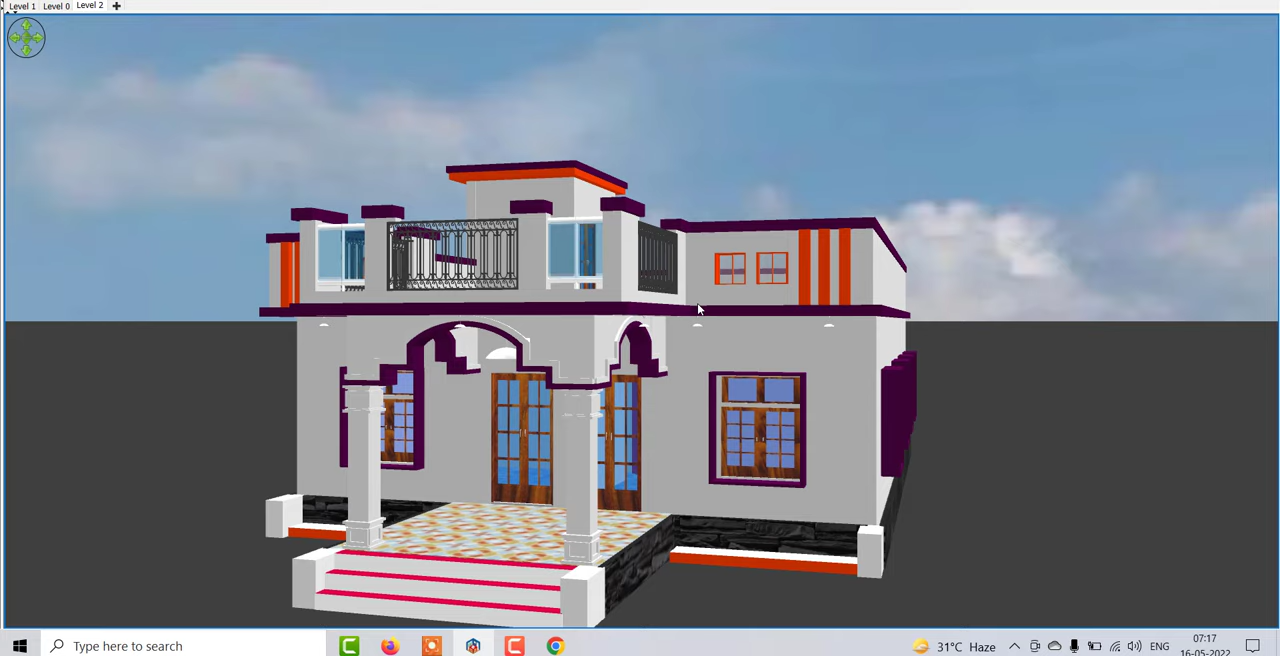 Level 1 Level 0 Level 2
Type here to search
31°C Haze
ENG
07:17
16-05-2022